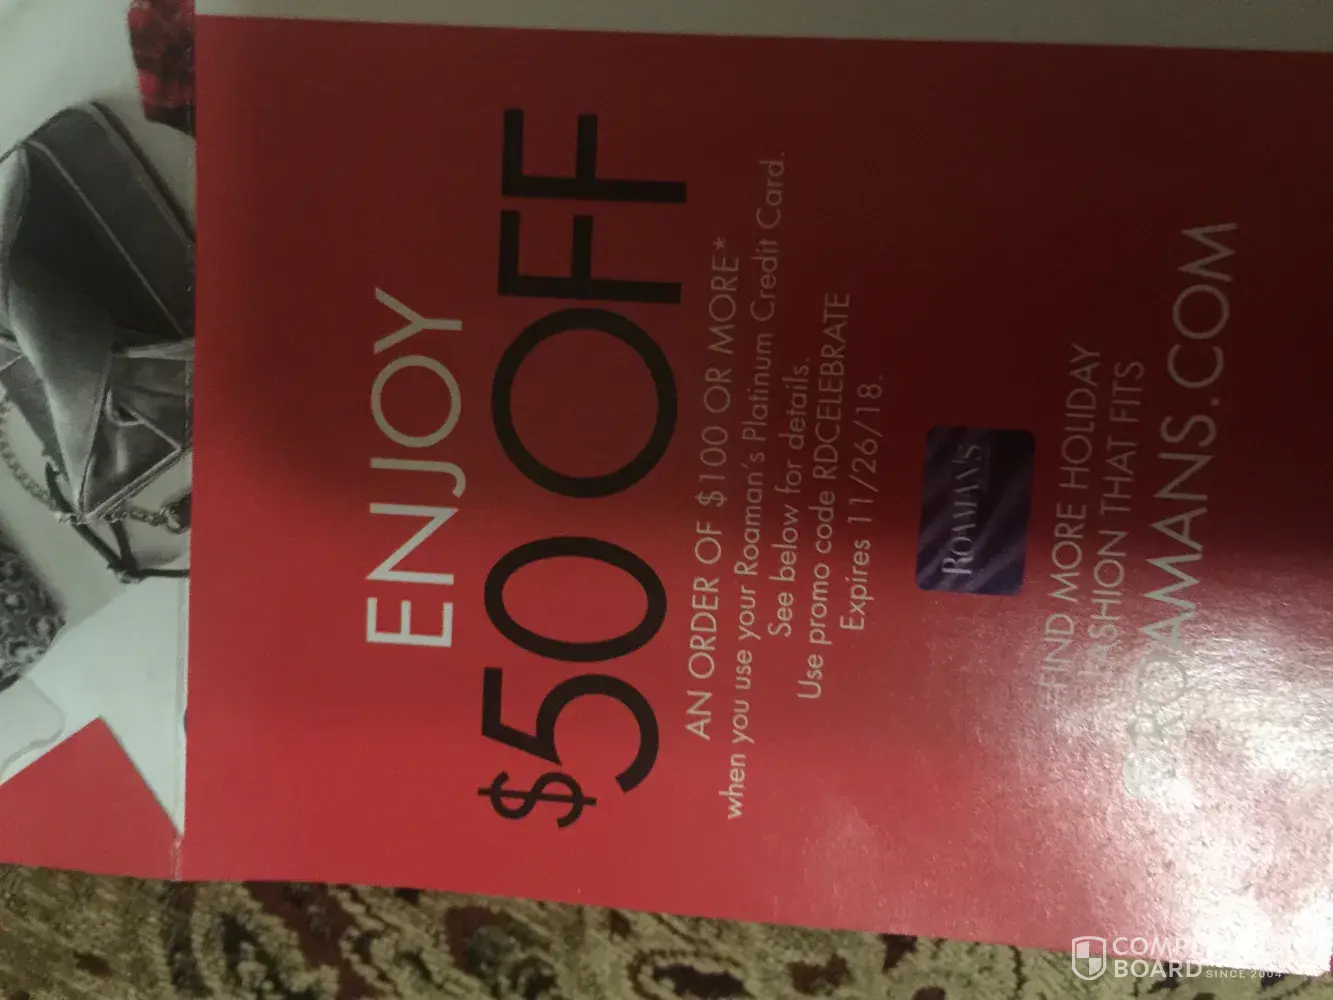 ENJOY
$50 OFF
AN ORDER OF $100 OR MORE*
when you use your Roaman's Platinum Credit Card.
See below for details.
Use promo code RDCELEBRATE
Expires 11/26/18.
ROAMAN'S
FIND MORE HOLIDAY
FASHION THAT FITS
@ROAMANS.COM
BOARD SINCE 2004